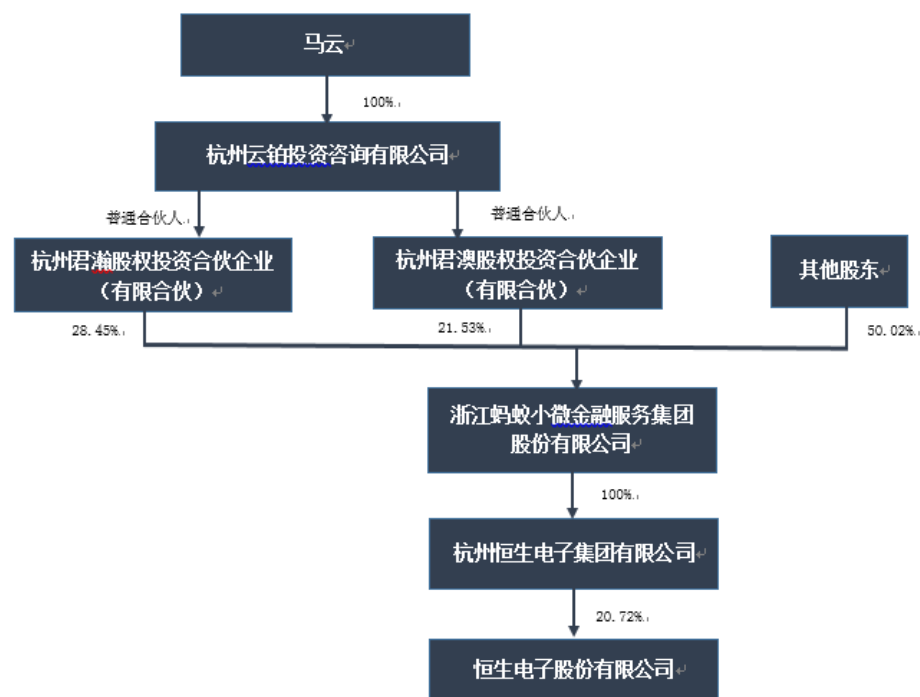 马云
100%
杭州云铂投资咨询有限公司
普通合伙人
普通合伙人
杭州君瀚股权投资合伙企业
（有限合伙）
杭州君澳股权投资合伙企业
（有限合伙）
其他股东
28.45%
21.53%
50.02%
浙江蚂蚁小微金融服务集团
股份有限公司
100%
杭州恒生电子集团有限公司
20.72%
恒生电子股份有限公司